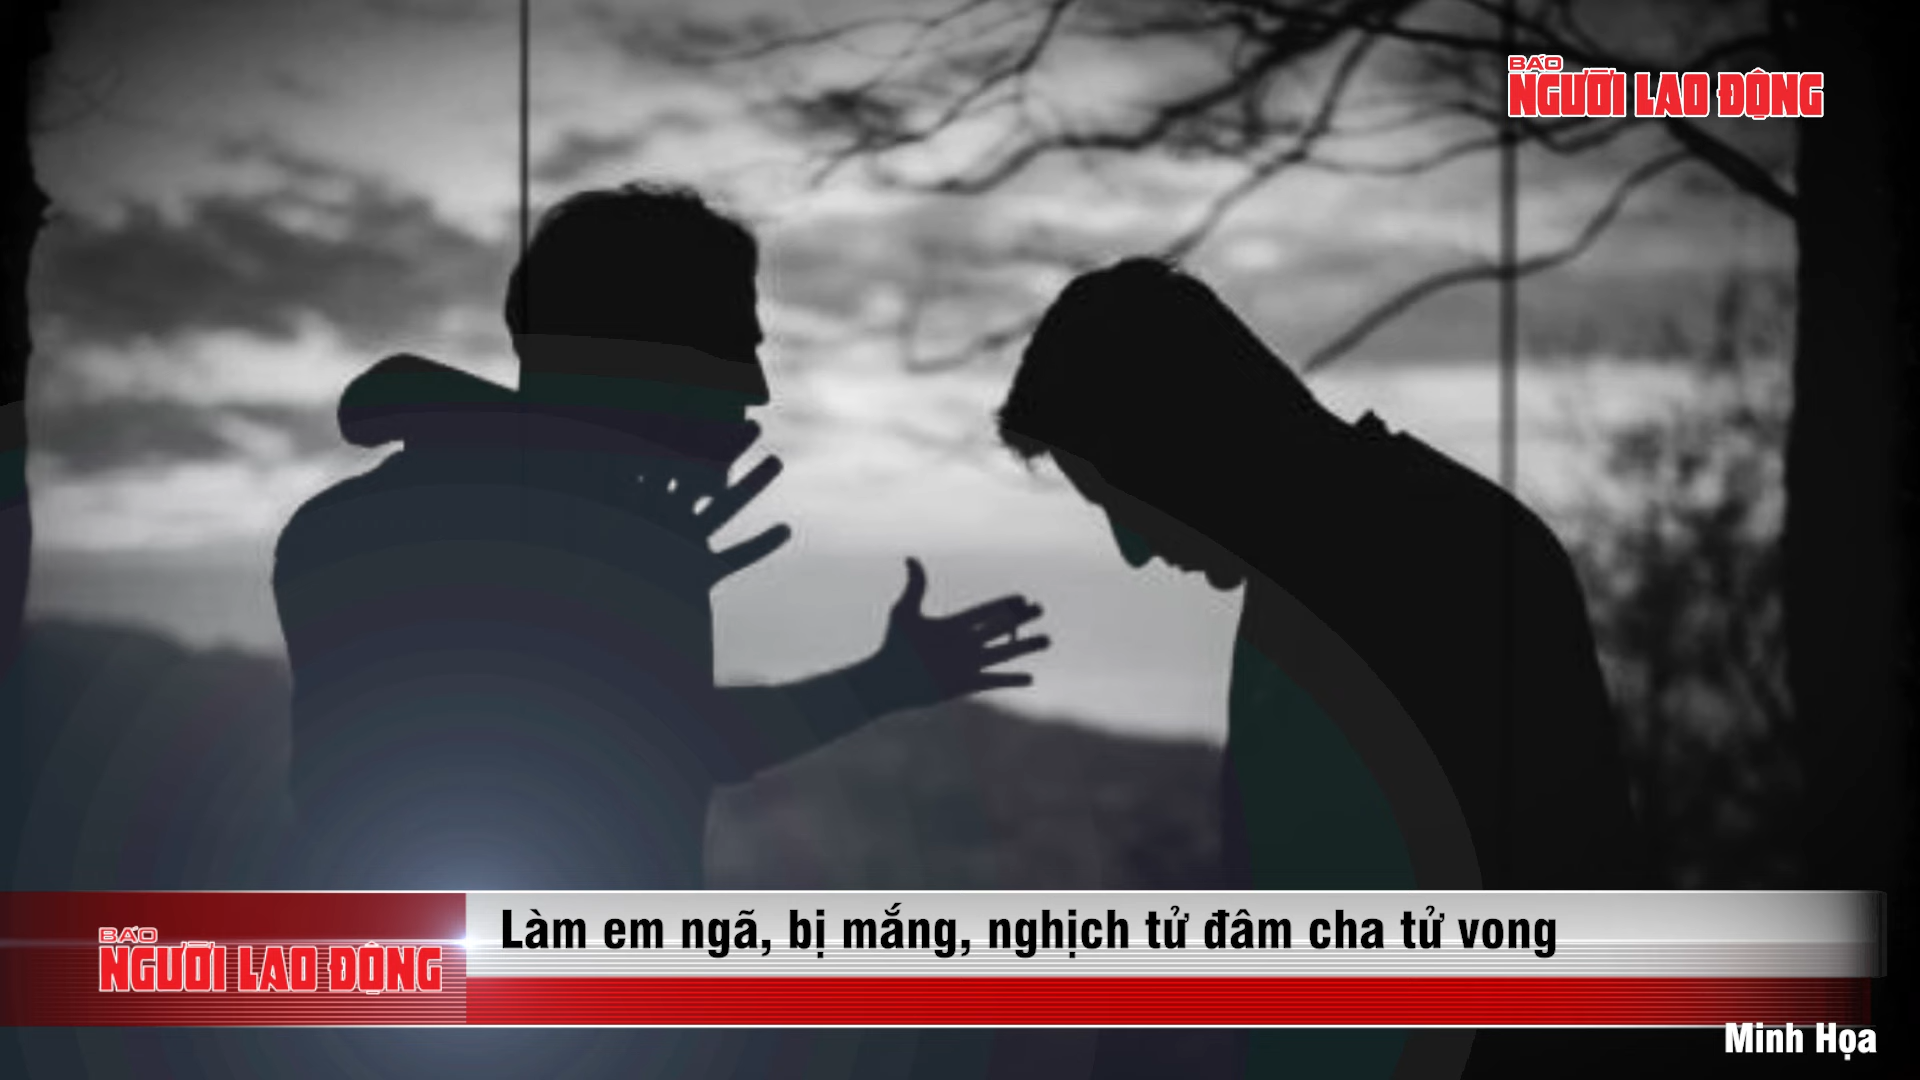 BÁO
NGƯỜI LAO ĐỘNG
Làm em ngã, bị mắng, nghịch tử đâm cha tử vong
BÁO
NGƯỜI LAO ĐỘNG
Minh Họa